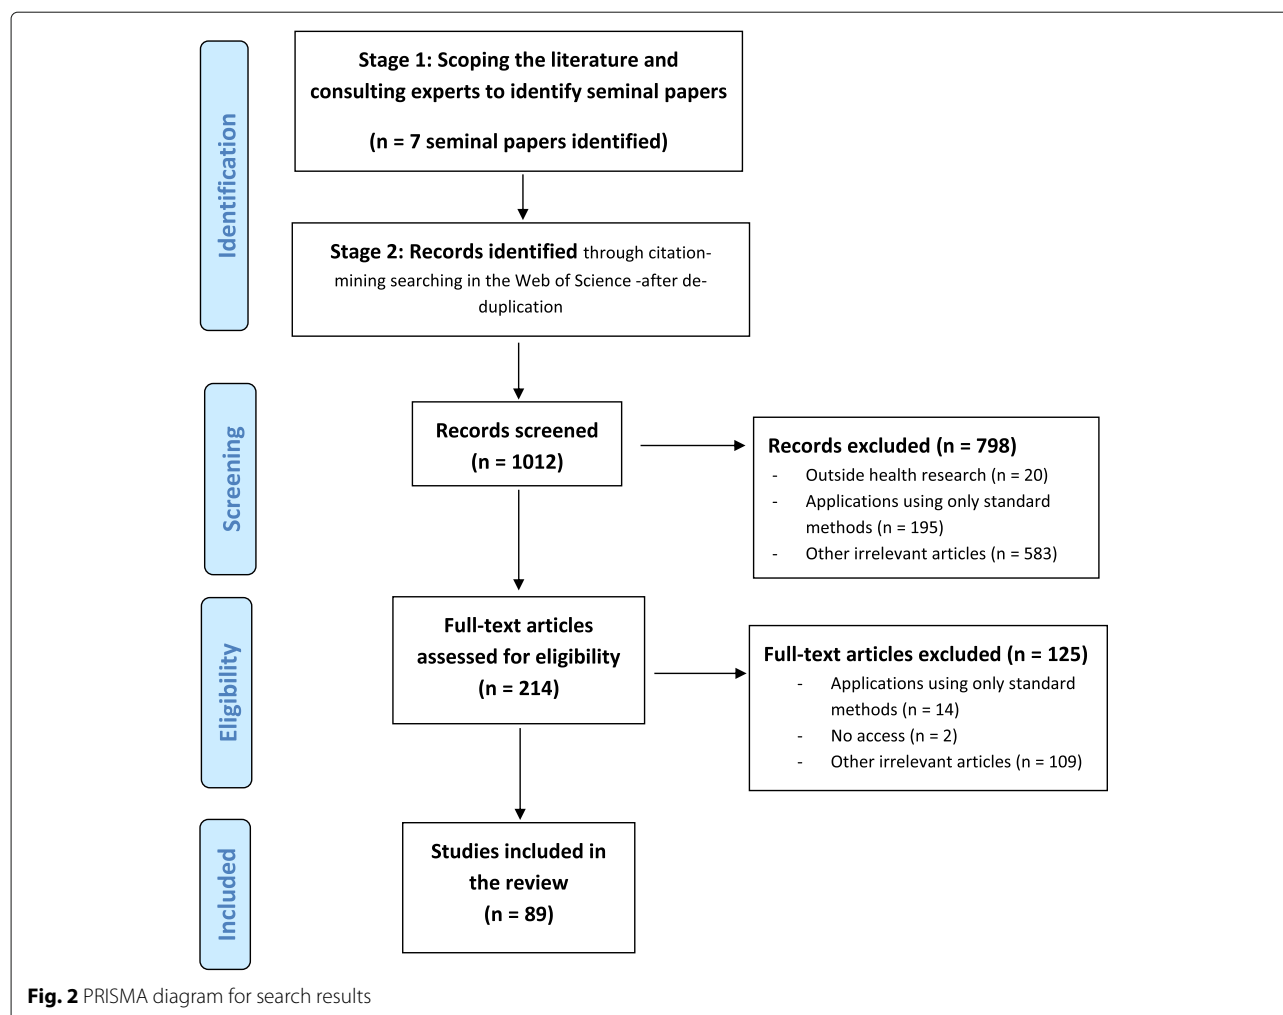 Identification
Stage 1: Scoping the literature and
consulting experts to identify seminal papers
(n = 7 seminal papers identified)
Stage 2: Records identified through citation-
mining searching in the Web of Science -after de-
duplication
Screening
Records screened
(n = 1012)
Records excluded (n = 798)
- Outside health research (n = 20)
- Applications using only standard
methods (n = 195)
- Other irrelevant articles (n = 583)
Eligibility
Full-text articles
assessed for eligibility
(n = 214)
Full-text articles excluded (n = 125)
- Applications using only standard
methods (n = 14)
- No access (n = 2)
- Other irrelevant articles (n = 109)
Included
Studies included in
the review
(n = 89)
Fig. 2 PRISMA diagram for search results